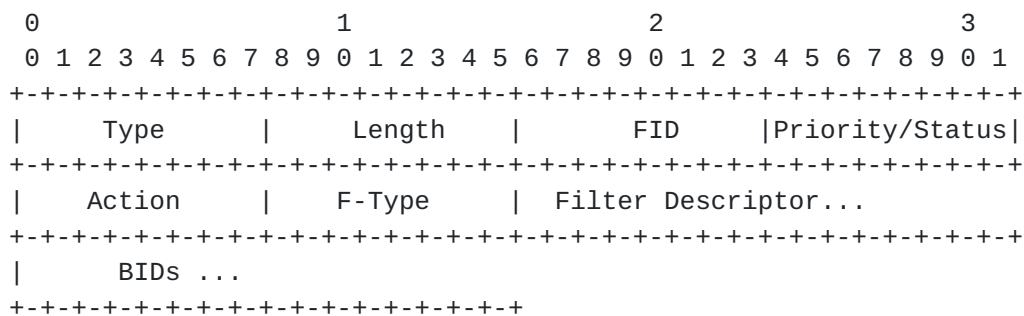 0                   1                   2                   3
 0 1 2 3 4 5 6 7 8 9 0 1 2 3 4 5 6 7 8 9 0 1 2 3 4 5 6 7 8 9 0 1
+-+-+-+-+-+-+-+-+-+-+-+-+-+-+-+-+-+-+-+-+-+-+-+-+-+-+-+-+-+-+-+-+
|     Type      |     Length    |       FID     |Priority/Status|
+-+-+-+-+-+-+-+-+-+-+-+-+-+-+-+-+-+-+-+-+-+-+-+-+-+-+-+-+-+-+-+-+
|    Action     |    F-Type     |  Filter Descriptor...
+-+-+-+-+-+-+-+-+-+-+-+-+-+-+-+-+-+-+-+-+-+-+-+-+-+-+-+-+-+-+-+-+
|      BIDs ...
+-+-+-+-+-+-+-+-+-+-+-+-+-+-+-+-+